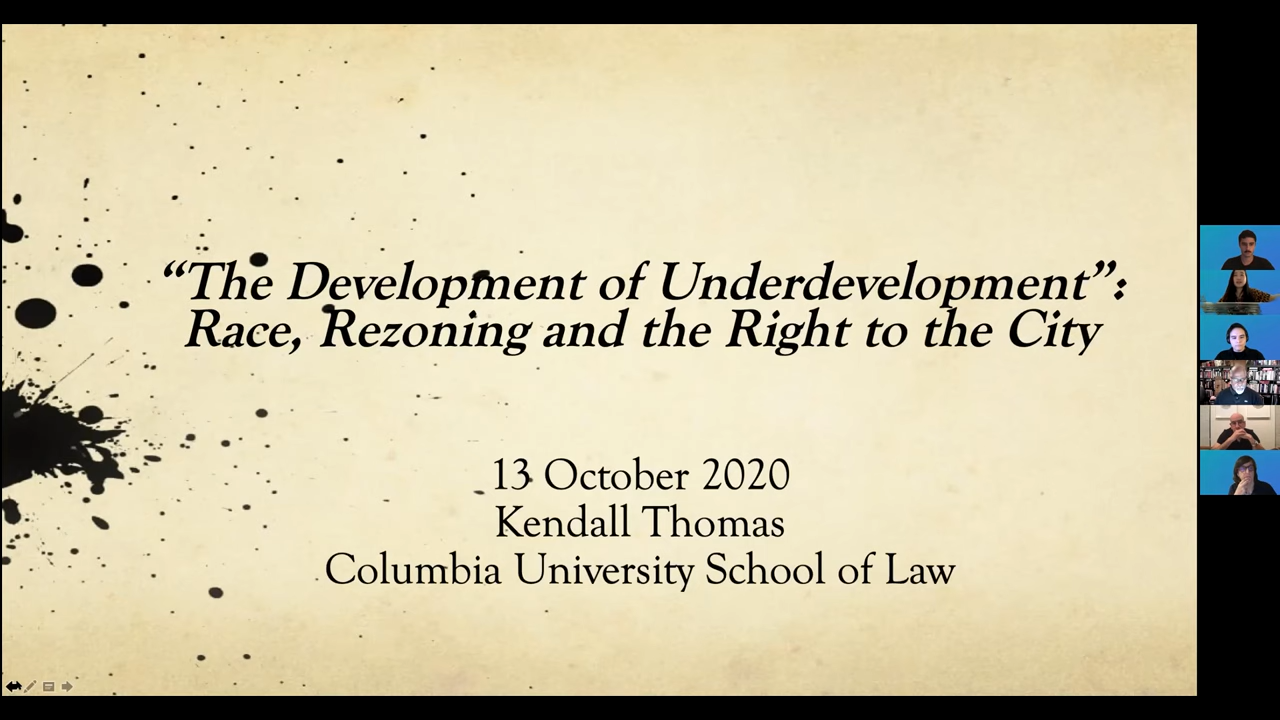 “The Development of Underdevelopment”:
Race, Rezoning and the Right to the City
13 October 2020
Kendall Thomas
Columbia University School of Law